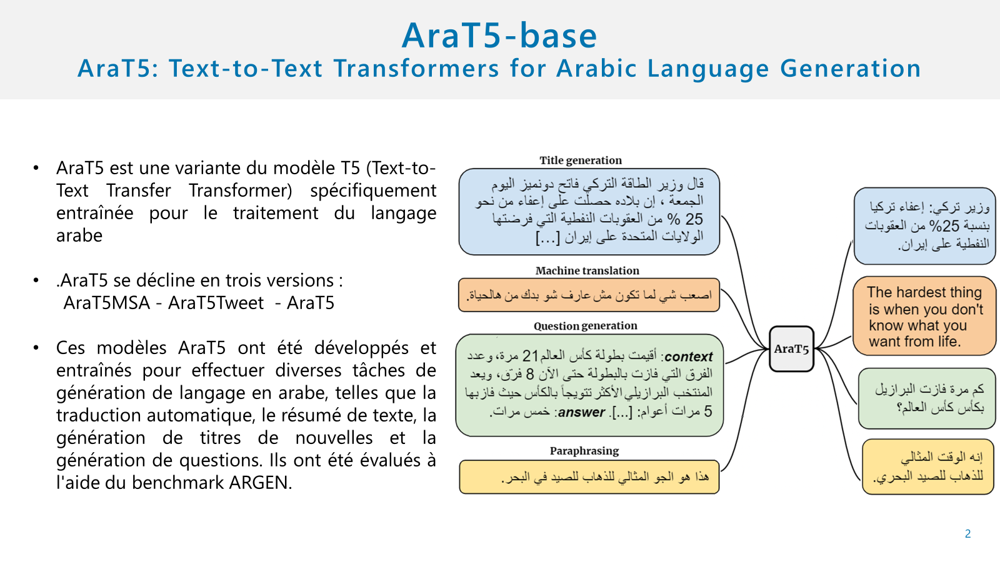 AraT5-base
AraT5: Text-to-Text Transformers for Arabic Language Generation
• AraT5 est une variante du modèle T5 (Text-to-
Text Transfer Transformer) spécifiquement
entraînée pour le traitement du langage
arabe
• .AraT5 se décline en trois versions :
AraT5MSA - AraT5Tweet - AraT5
• Ces modèles AraT5 ont été développés et
entraînés pour effectuer diverses tâches de
génération de langage en arabe, telles que la
traduction automatique, le résumé de texte, la
génération de titres de nouvelles et la
génération de questions. Ils ont été évalués à
l'aide du benchmark ARGEN.
Title generation
قال وزير الطاقة التركي فاتح دونميز اليوم
الجمعة ، إن بلاده حصلت على إعفاء من نحو
25 % من العقوبات النفطية التي فرضتها
الولايات المتحدة على إيران [...]
Machine translation
اصعب شي لما تكون مش عارف شو بدك من هالحياة.
Question generation
context: أقيمت بطولة كأس العالم21 مرة، وعدد
الفرق التي فازت بالبطولة حتى الآن 8 فرق، ويعد
المنتخب البرازيلي الأكثر تتويجاً بالكأس حيث فازبها
5 مرات أعوام: [...]. answer: خمس مرات.
Paraphrasing
هذا هو الجو المثالي للذهاب للصيد في البحر.
AraT5
وزير تركي: إعفاء تركيا
بنسبة 25% من العقوبات
النفطية على إيران.
The hardest thing
is when you don't
know what you
want from life.
كم مرة فازت البرازيل
بكأس كأس العالم؟
إنه الوقت المثالي
للذهاب للصيد البحري.
2